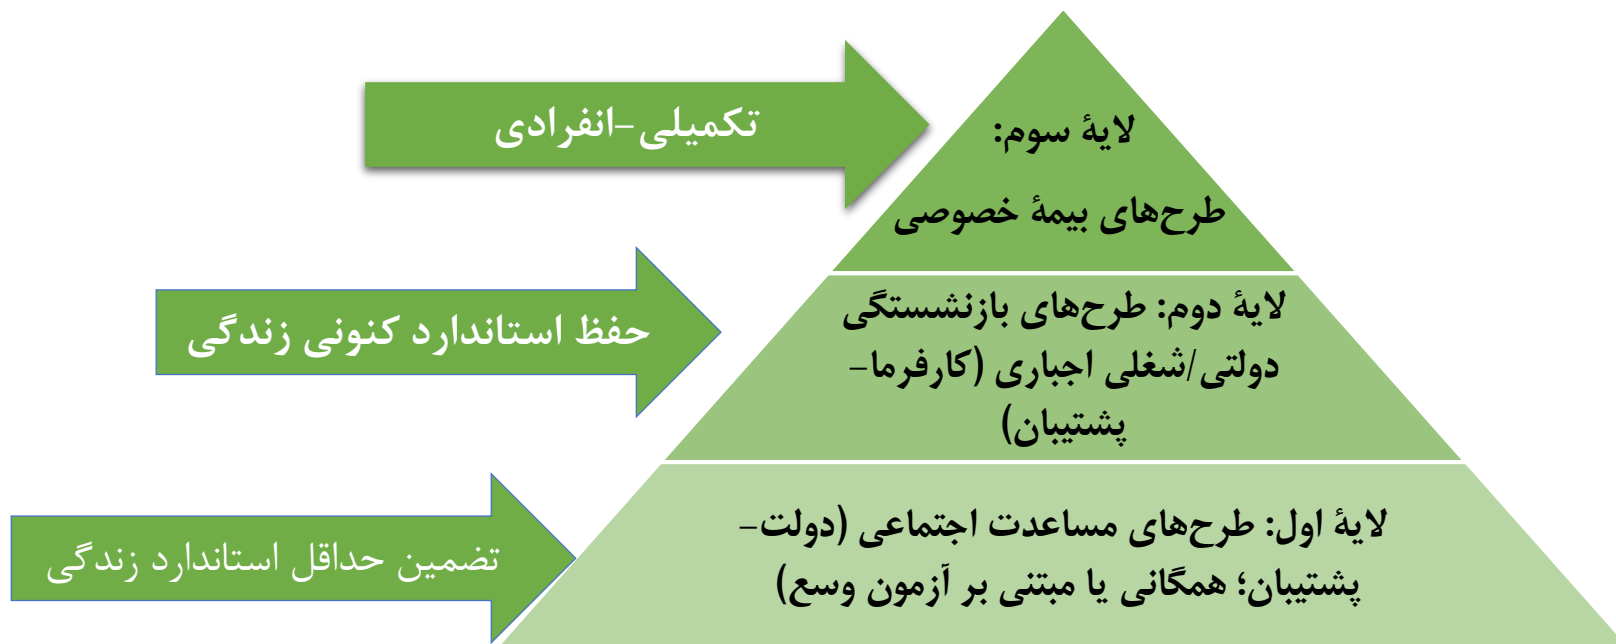 لایۀ سوم:
طرح‌های بیمۀ خصوصی
تکمیلی–انفرادی
لایۀ دوم: طرح‌های بازنشستگی
دولتی/شغلی اجباری (کارفرما–
پشتیبان)
حفظ استاندارد کنونی زندگی
لایۀ اول: طرح‌های مساعدت اجتماعی (دولت–
پشتیبان؛ همگانی یا مبتنی بر آزمون وسع)
تضمین حداقل استاندارد زندگی